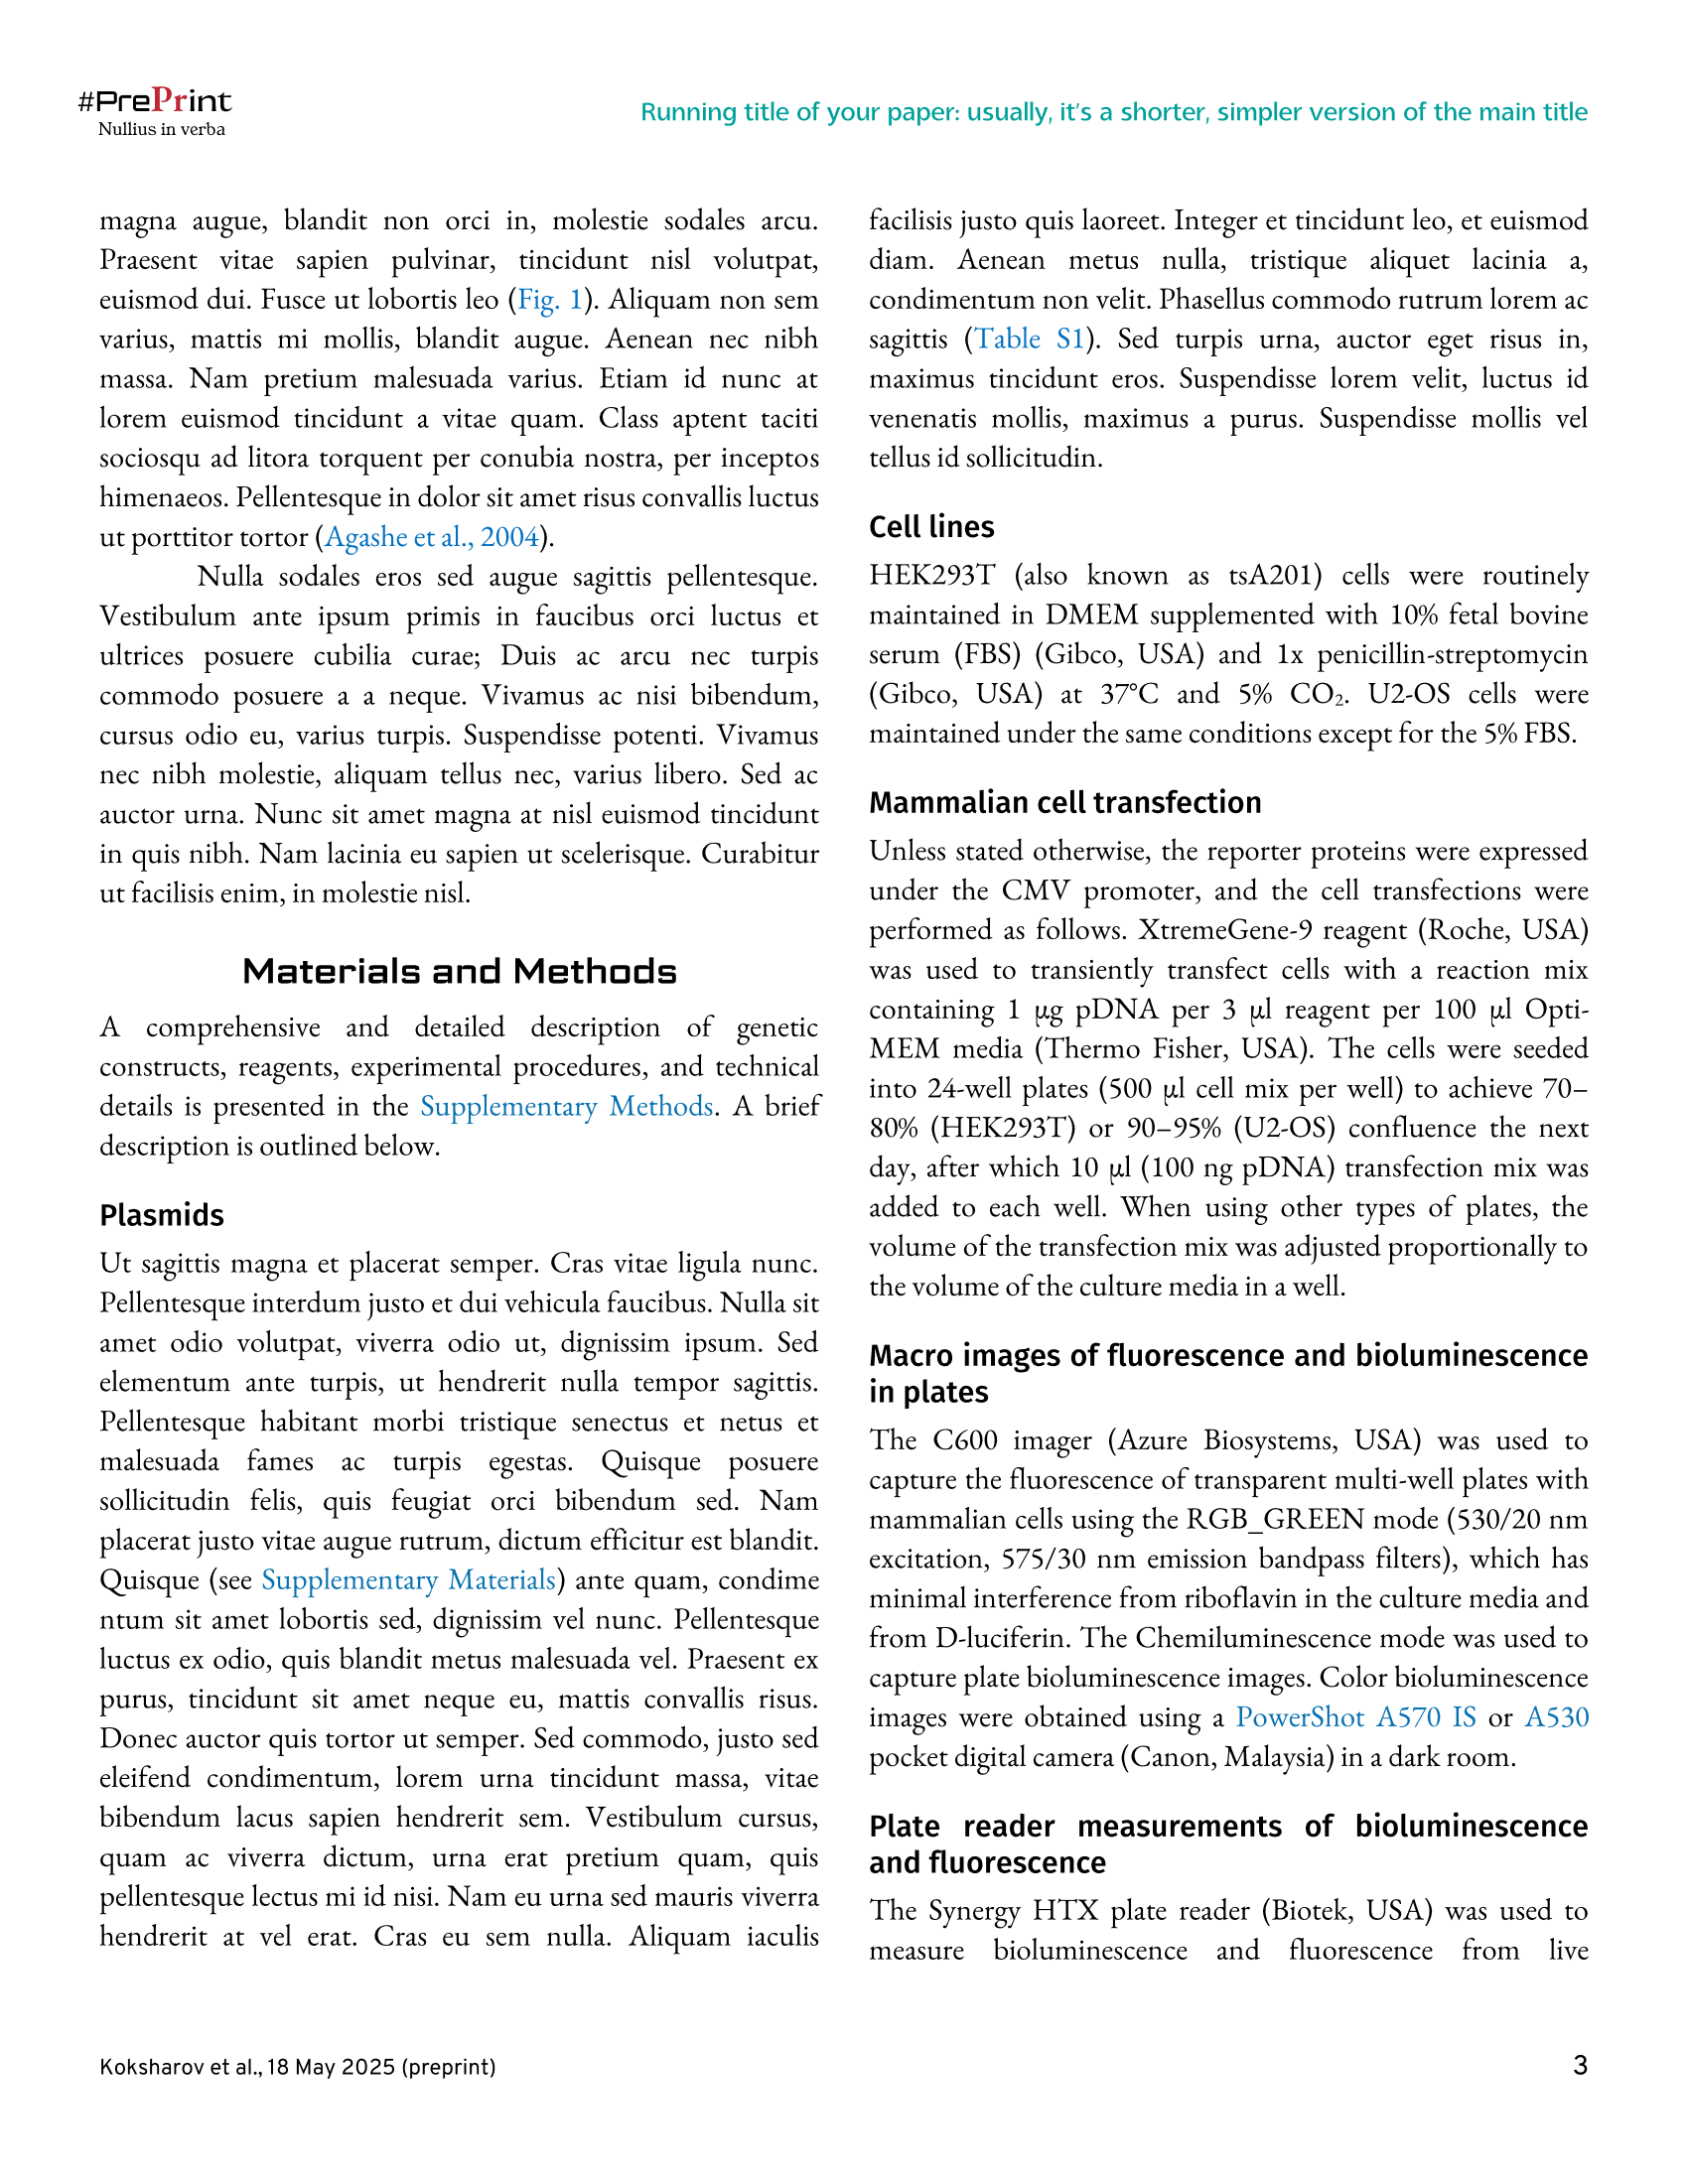 #PrePrint
Nullius in verba
Running title of your paper: usually, it's a shorter, simpler version of the main title
magna augue, blandit non orci in, molestie sodales arcu.
Praesent vitae sapien pulvinar, tincidunt nisl volutpat,
euismod dui. Fusce ut lobortis leo (Fig. 1). Aliquam non sem
varius, mattis mi mollis, blandit augue. Aenean nec nibh
massa. Nam pretium malesuada varius. Etiam id nunc at
lorem euismod tincidunt a vitae quam. Class aptent taciti
sociosqu ad litora torquent per conubia nostra, per inceptos
himenaeos. Pellentesque in dolor sit amet risus convallis luctus
ut porttitor tortor (Agashe et al., 2004).
Nulla sodales eros sed augue sagittis pellentesque.
Vestibulum ante ipsum primis in faucibus orci luctus et
ultrices posuere cubilia curae; Duis ac arcu nec turpis
commodo posuere a a neque. Vivamus ac nisi bibendum,
cursus odio eu, varius turpis. Suspendisse potenti. Vivamus
nec nibh molestie, aliquam tellus nec, varius libero. Sed ac
auctor urna. Nunc sit amet magna at nisl euismod tincidunt
in quis nibh. Nam lacinia eu sapien ut scelerisque. Curabitur
ut facilisis enim, in molestie nisl.
Materials and Methods
A comprehensive and detailed description of genetic
constructs, reagents, experimental procedures, and technical
details is presented in the Supplementary Methods. A brief
description is outlined below.
Plasmids
Ut sagittis magna et placerat semper. Cras vitae ligula nunc.
Pellentesque interdum justo et dui vehicula faucibus. Nulla sit
amet odio volutpat, viverra odio ut, dignissim ipsum. Sed
elementum ante turpis, ut hendrerit nulla tempor sagittis.
Pellentesque habitant morbi tristique senectus et netus et
malesuada fames ac turpis egestas. Quisque posuere
sollicitudin felis, quis feugiat orci bibendum sed. Nam
placerat justo vitae augue rutrum, dictum efficitur est blandit.
Quisque (see Supplementary Materials) ante quam, condime
ntum sit amet lobortis sed, dignissim vel nunc. Pellentesque
luctus ex odio, quis blandit metus malesuada vel. Praesent ex
purus, tincidunt sit amet neque eu, mattis convallis risus.
Donec auctor quis tortor ut semper. Sed commodo, justo sed
eleifend condimentum, lorem urna tincidunt massa, vitae
bibendum lacus sapien hendrerit sem. Vestibulum cursus,
quam ac viverra dictum, urna erat pretium quam, quis
pellentesque lectus mi id nisi. Nam eu urna sed mauris viverra
hendrerit at vel erat. Cras eu sem nulla. Aliquam iaculis
facilisis justo quis laoreet. Integer et tincidunt leo, et euismod
diam. Aenean metus nulla, tristique aliquet lacinia a,
condimentum non velit. Phasellus commodo rutrum lorem ac
sagittis (Table S1). Sed turpis urna, auctor eget risus in,
maximus tincidunt eros. Suspendisse lorem velit, luctus id
venenatis mollis, maximus a purus. Suspendisse mollis vel
tellus id sollicitudin.
Cell lines
HEK293T (also known as tsA201) cells were routinely
maintained in DMEM supplemented with 10% fetal bovine
serum (FBS) (Gibco, USA) and 1x penicillin-streptomycin
(Gibco, USA) at 37°C and 5% CO₂. U2-OS cells were
maintained under the same conditions except for the 5% FBS.
Mammalian cell transfection
Unless stated otherwise, the reporter proteins were expressed
under the CMV promoter, and the cell transfections were
performed as follows. XtremeGene-9 reagent (Roche, USA)
was used to transiently transfect cells with a reaction mix
containing 1 μg pDNA per 3 μl reagent per 100 μl Opti-
MEM media (Thermo Fisher, USA). The cells were seeded
into 24-well plates (500 μl cell mix per well) to achieve 70–
80% (HEK293T) or 90–95% (U2-OS) confluence the next
day, after which 10 μl (100 ng pDNA) transfection mix was
added to each well. When using other types of plates, the
volume of the transfection mix was adjusted proportionally to
the volume of the culture media in a well.
Macro images of fluorescence and bioluminescence
in plates
The C600 imager (Azure Biosystems, USA) was used to
capture the fluorescence of transparent multi-well plates with
mammalian cells using the RGB_GREEN mode (530/20 nm
excitation, 575/30 nm emission bandpass filters), which has
minimal interference from riboflavin in the culture media and
from D-luciferin. The Chemiluminescence mode was used to
capture plate bioluminescence images. Color bioluminescence
images were obtained using a PowerShot A570 IS or A530
pocket digital camera (Canon, Malaysia) in a dark room.
Plate reader measurements of bioluminescence
and fluorescence
The Synergy HTX plate reader (Biotek, USA) was used to
measure bioluminescence and fluorescence from live
Koksharov et al., 18 May 2025 (preprint)
3